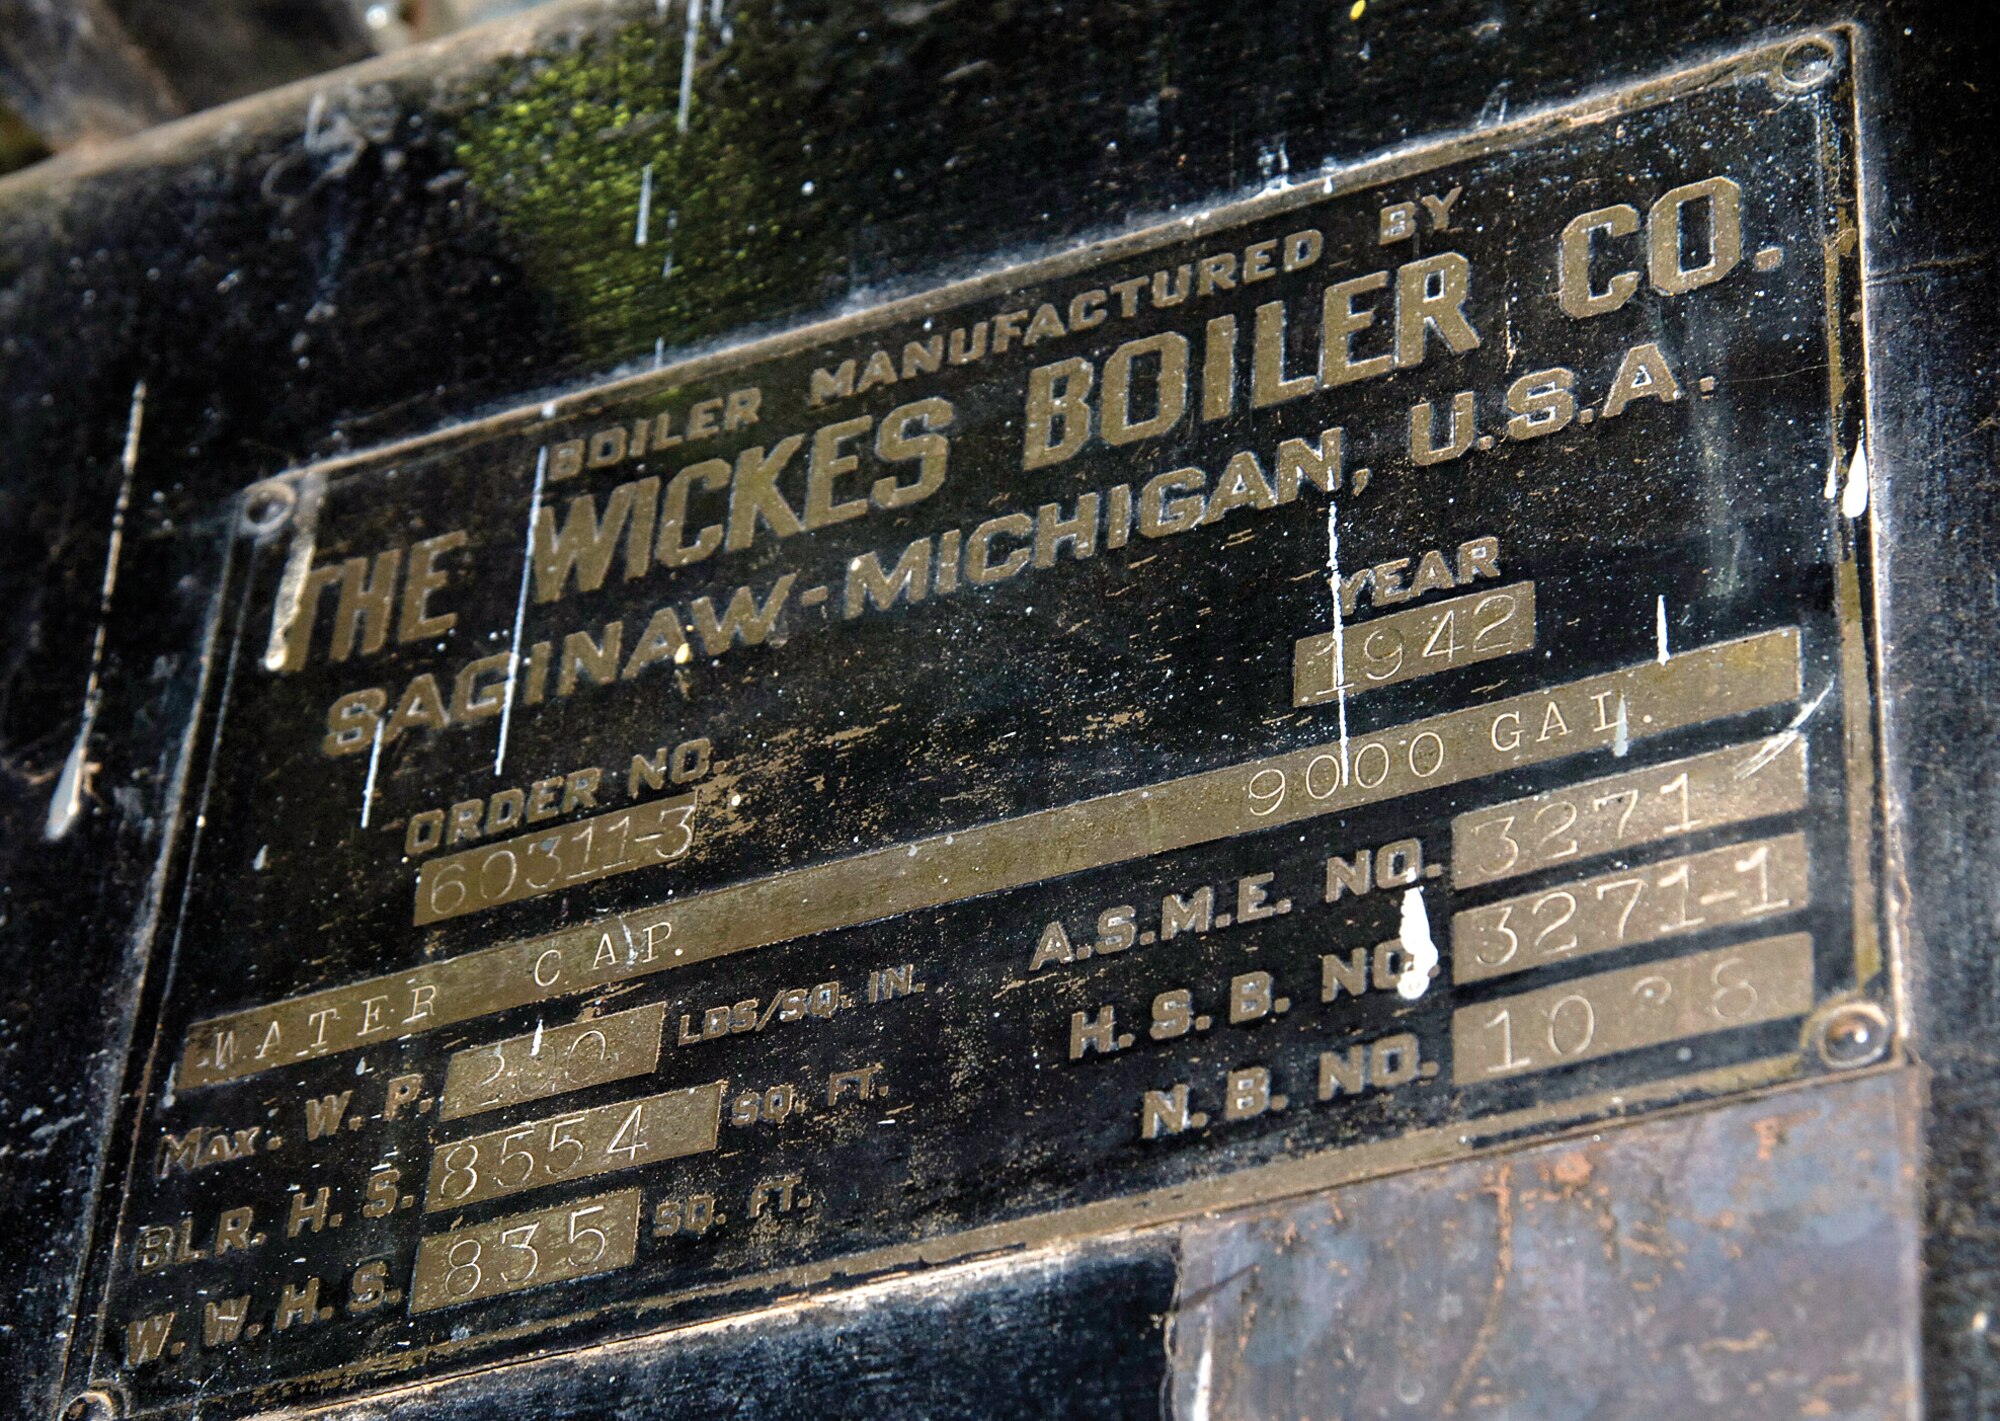 BOILER MANUFACTURED BY
THE WICKES BOILER CO.
SAGINAW-MICHIGAN, U.S.A.
ORDER NO. YEAR
60311-3 1942
WATER CAP. 9000 GAL.
MAX. W. P. LBS/SQ. IN.
BLR. H. S. 8554 SQ. FT.
W. W. H. S. 835 SQ. FT.
A.S.M.E. NO. 3271
H. S. B. NO. 3271-1
N. B. NO.